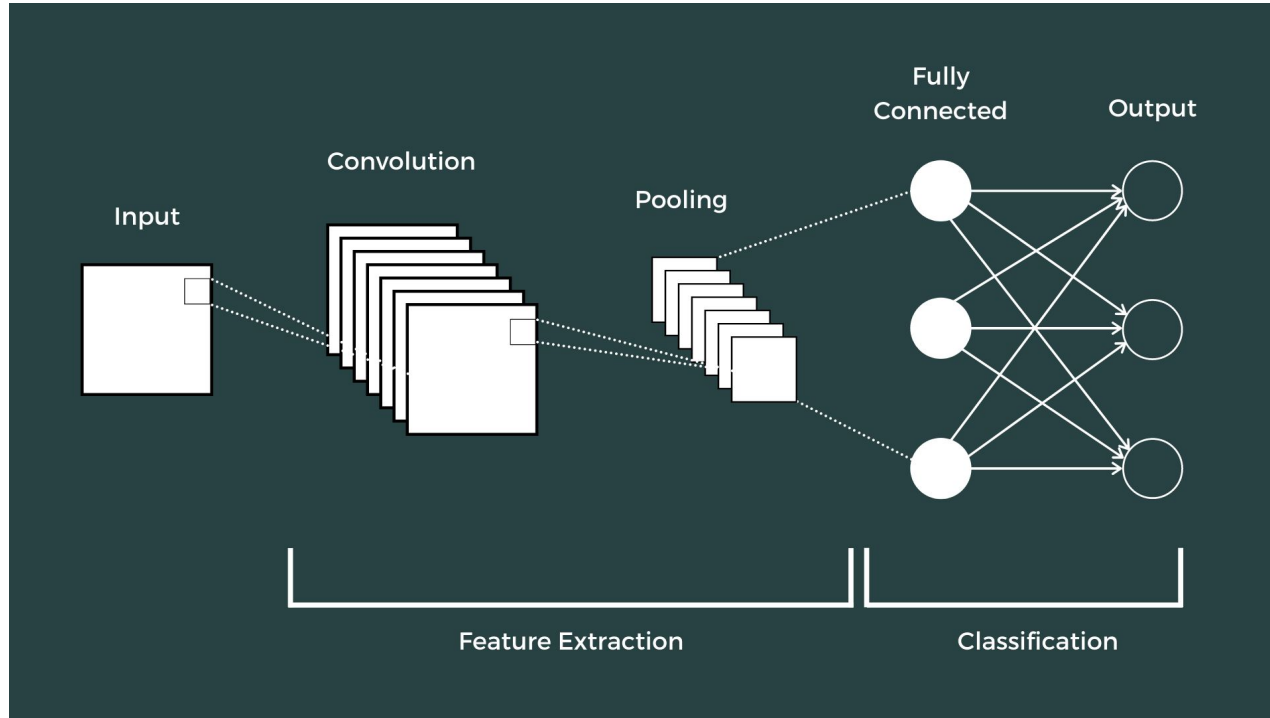 Input
Convolution
Pooling
Fully
Connected
Output
Feature Extraction
Classification